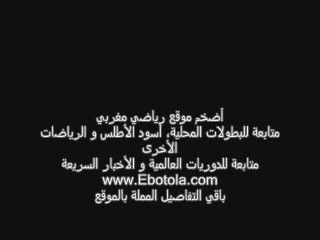 أضخم موقع رياضي مغربي
متابعة للبطولات المحلية، أسود الأطلس و الرياضات
الأخرى
متابعة للدوريات العالمية و الأخبار السريعة
www.Ebotola.com
باقي التفاصيل المملة بالموقع